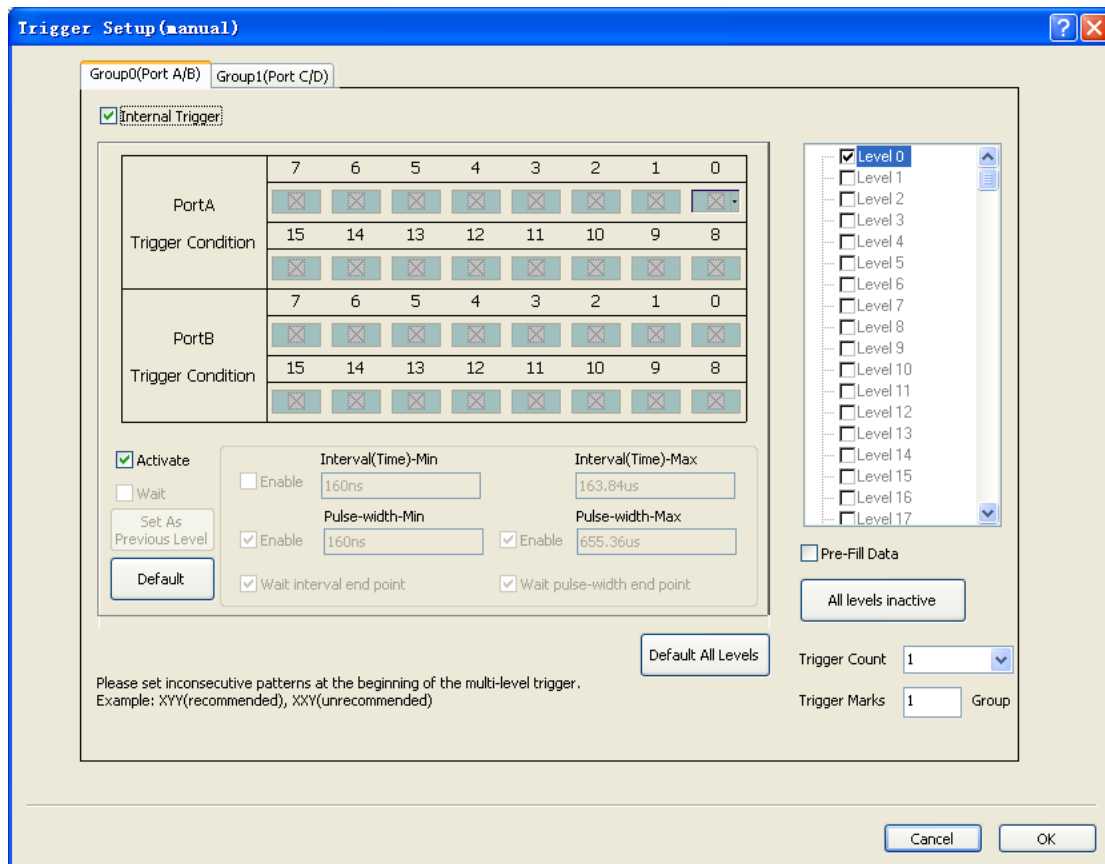 Trigger Setup(manual)
Group0(Port A/B) Group1(Port C/D)
Internal Trigger
7 6 5 4 3 2 1 0
PortA
Trigger Condition
15 14 13 12 11 10 9 8
7 6 5 4 3 2 1 0
PortB
Trigger Condition
15 14 13 12 11 10 9 8
Activate
Wait
Set As
Previous Level
Default
Interval(Time)-Min Interval(Time)-Max
Enable 160ns 163.84us
Pulse-width-Min Pulse-width-Max
Enable 160ns Enable 655.36us
Wait interval end point Wait pulse-width end point
Default All Levels
Please set inconsecutive patterns at the beginning of the multi-level trigger.
Example: XYY(recommended), XXY(unrecommended)
Level 0
Level 1
Level 2
Level 3
Level 4
Level 5
Level 6
Level 7
Level 8
Level 9
Level 10
Level 11
Level 12
Level 13
Level 14
Level 15
Level 16
Level 17
Pre-Fill Data
All levels inactive
Trigger Count 1
Trigger Marks 1 Group
Cancel OK